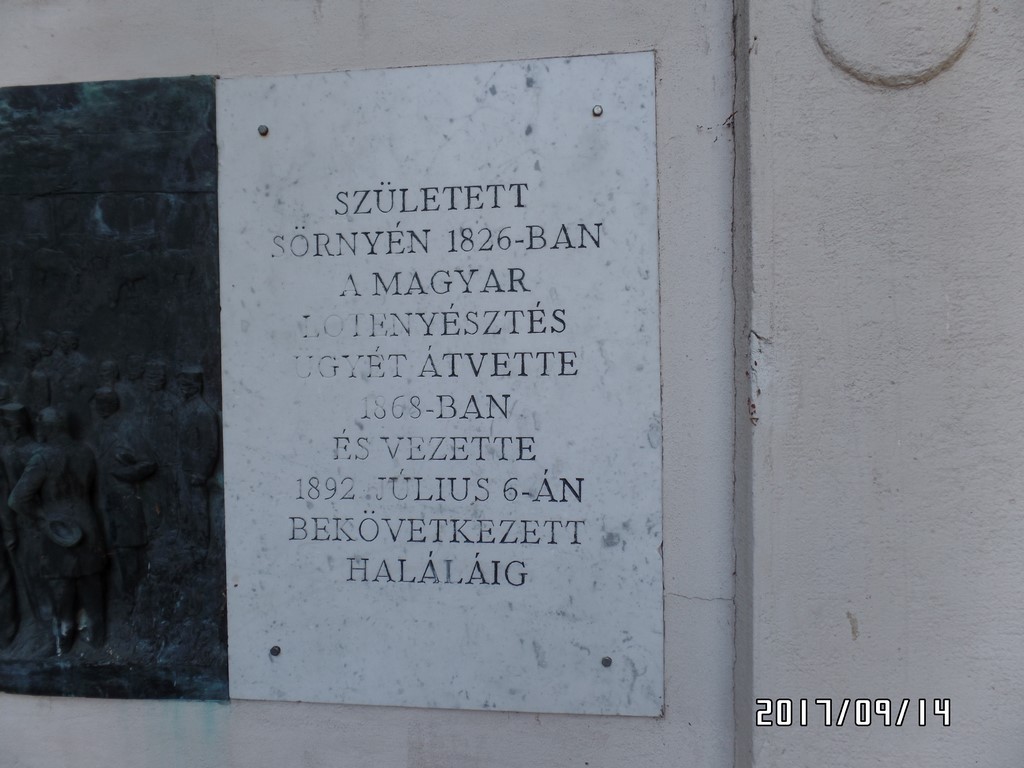 SZÜLETETT
SÖRNYÉN 1826-BAN
A MAGYAR
LÓTENYÉSZTÉS
ÜGYÉT ÁTVETTE
1868-BAN
ÉS VEZETTE
1892 JÚLIUS 6-ÁN
BEKÖVETKEZETT
HALÁLÁIG
2017/09/14